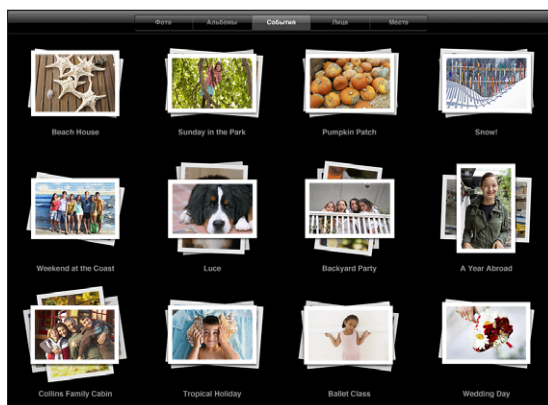 Фото Альбомы События Лица Места
Beach House Sunday in the Park Pumpkin Patch Snow!
Weekend at the Coast Luce Backyard Party A Year Abroad
Collins Family Cabin Tropical Holiday Ballet Class Wedding Day